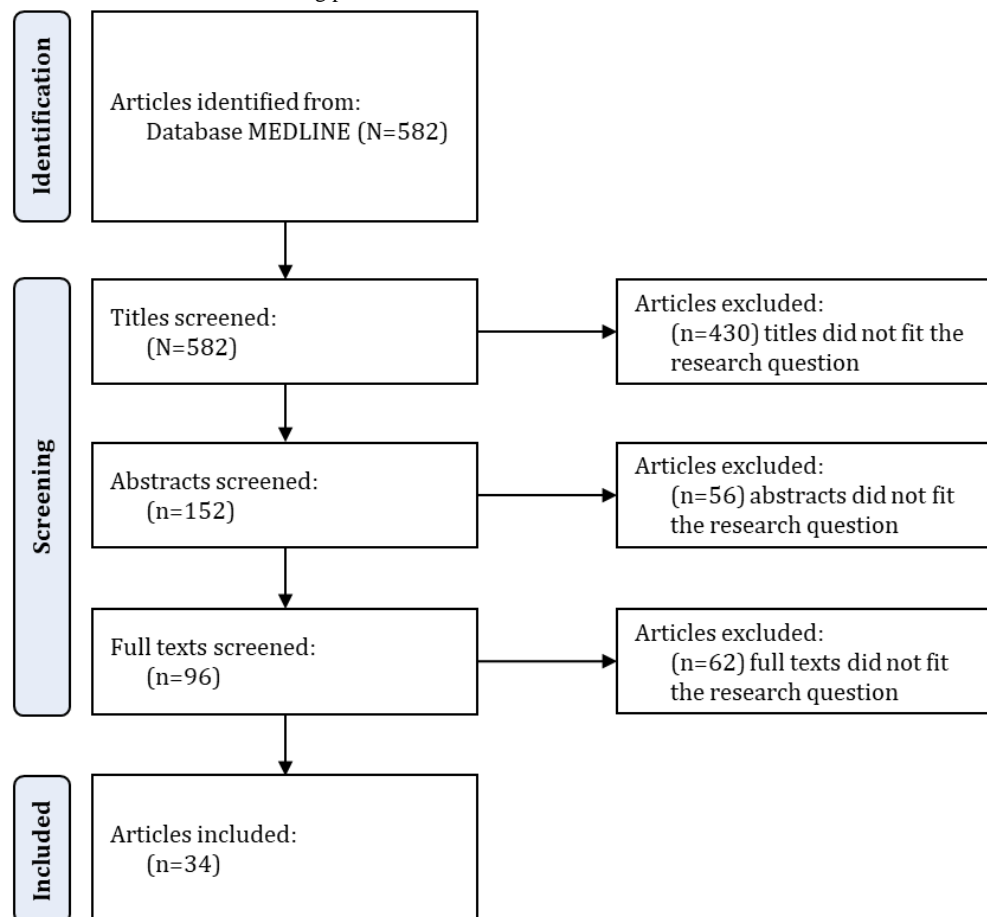 Identification
Articles identified from:
Database MEDLINE (N=582)
Screening
Titles screened:
(N=582)
Articles excluded:
(n=430) titles did not fit the
research question
Abstracts screened:
(n=152)
Articles excluded:
(n=56) abstracts did not fit
the research question
Full texts screened:
(n=96)
Articles excluded:
(n=62) full texts did not fit
the research question
Included
Articles included:
(n=34)